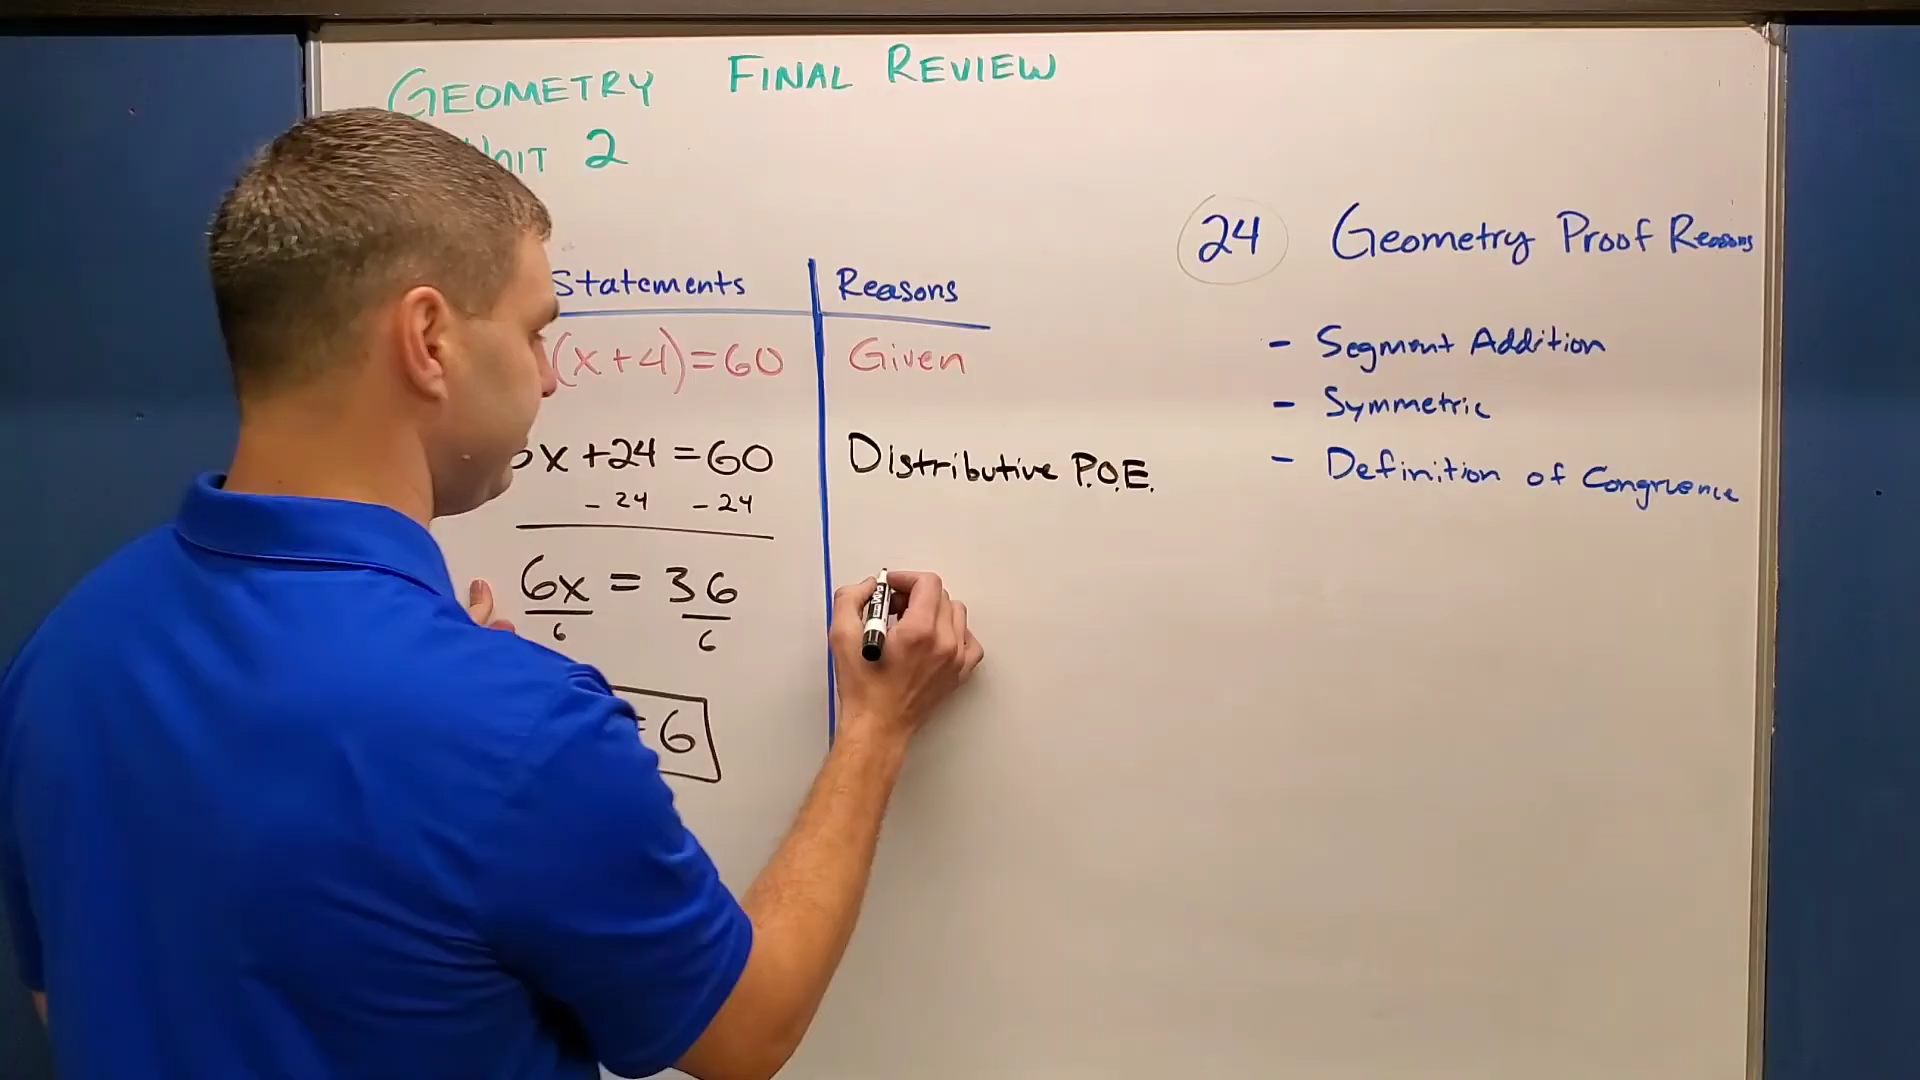 GEOMETRY FINAL REVIEW
UNIT 2
24 Geometry Proof Reasons
Statements Reasons
(x+4)=60 Given
x+24=60 Distributive P.O.E.
-24 -24
6x = 36
6 6
=6
- Segment Addition
- Symmetric
- Definition of Congruence